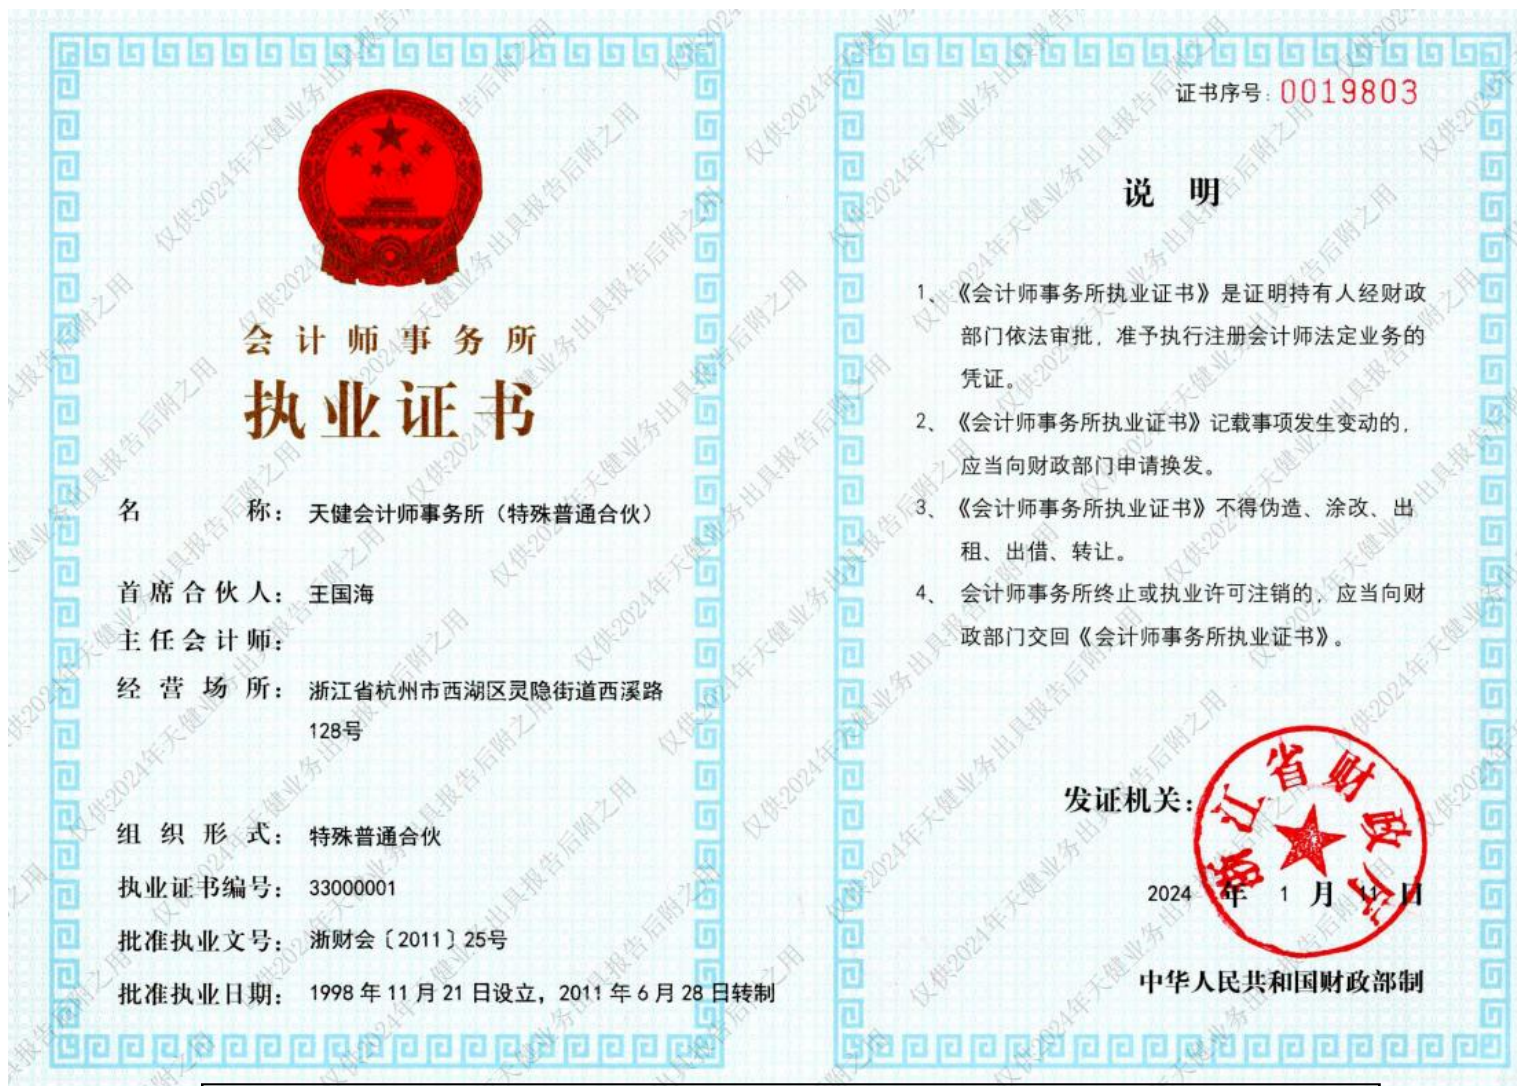 会计师事务所
执业证书
名称：天健会计师事务所（特殊普通合伙）
首席合伙人：王国海
主任会计师：
经营场所：浙江省杭州市西湖区灵隐街道西溪路
128号
组织形式：特殊普通合伙
执业证书编号：33000001
批准执业文号：浙财会〔2011〕25号
批准执业日期：1998年11月21日设立，2011年6月28日转制
证书序号：0019803
说明
1、《会计师事务所执业证书》是证明持有人经财政
部门依法审批，准予执行注册会计师法定业务的
凭证。
2、《会计师事务所执业证书》记载事项发生变动的，
应当向财政部门申请换发。
3、《会计师事务所执业证书》不得伪造、涂改、出
租、出借、转让。
4、会计师事务所终止或执业许可注销的，应当向财
政部门交回《会计师事务所执业证书》。
发证机关：
浙江省财政厅
2024年1月11日
中华人民共和国财政部制
仅供2024年天健业务出具报告后附之用